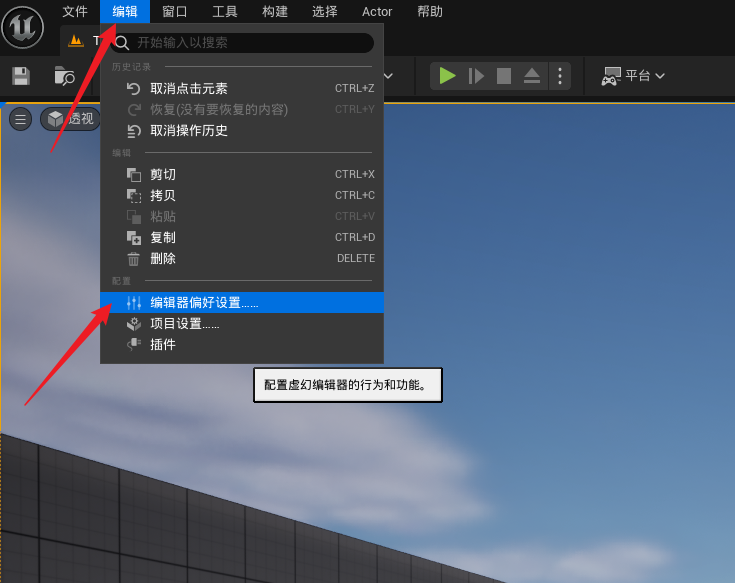 文件 编辑 窗口 工具 构建 选择 Actor 帮助
开始输入以搜索
历史记录
取消点击元素 CTRL+Z
恢复(没有要恢复的内容) CTRL+Y
取消操作历史
平台
透视
编辑
剪切 CTRL+X
拷贝 CTRL+C
粘贴 CTRL+V
复制 CTRL+D
删除 DELETE
配置
编辑器偏好设置......
项目设置......
插件
配置虚幻编辑器的行为和功能。